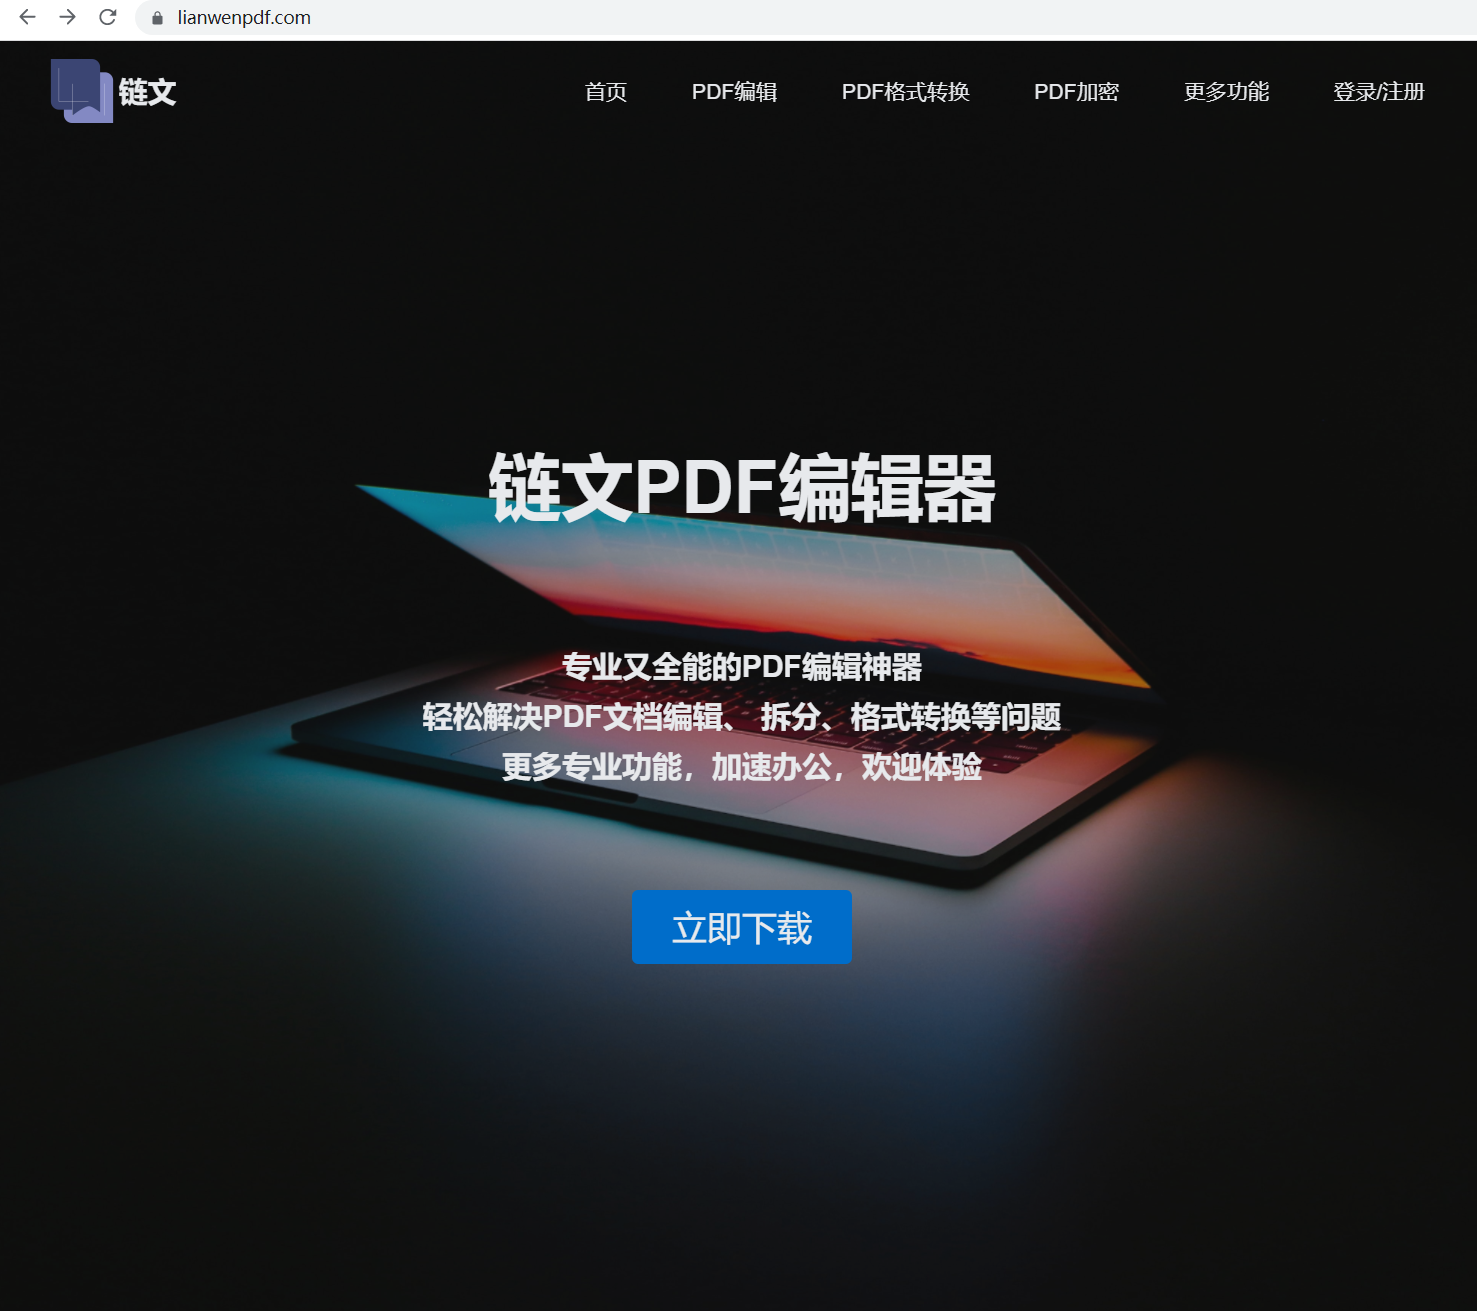 lianwenpdf.com
链文
首页 PDF编辑 PDF格式转换 PDF加密 更多功能 登录/注册
链文PDF编辑器
专业又全能的PDF编辑神器
轻松解决PDF文档编辑、 拆分、格式转换等问题
更多专业功能，加速办公，欢迎体验
立即下载